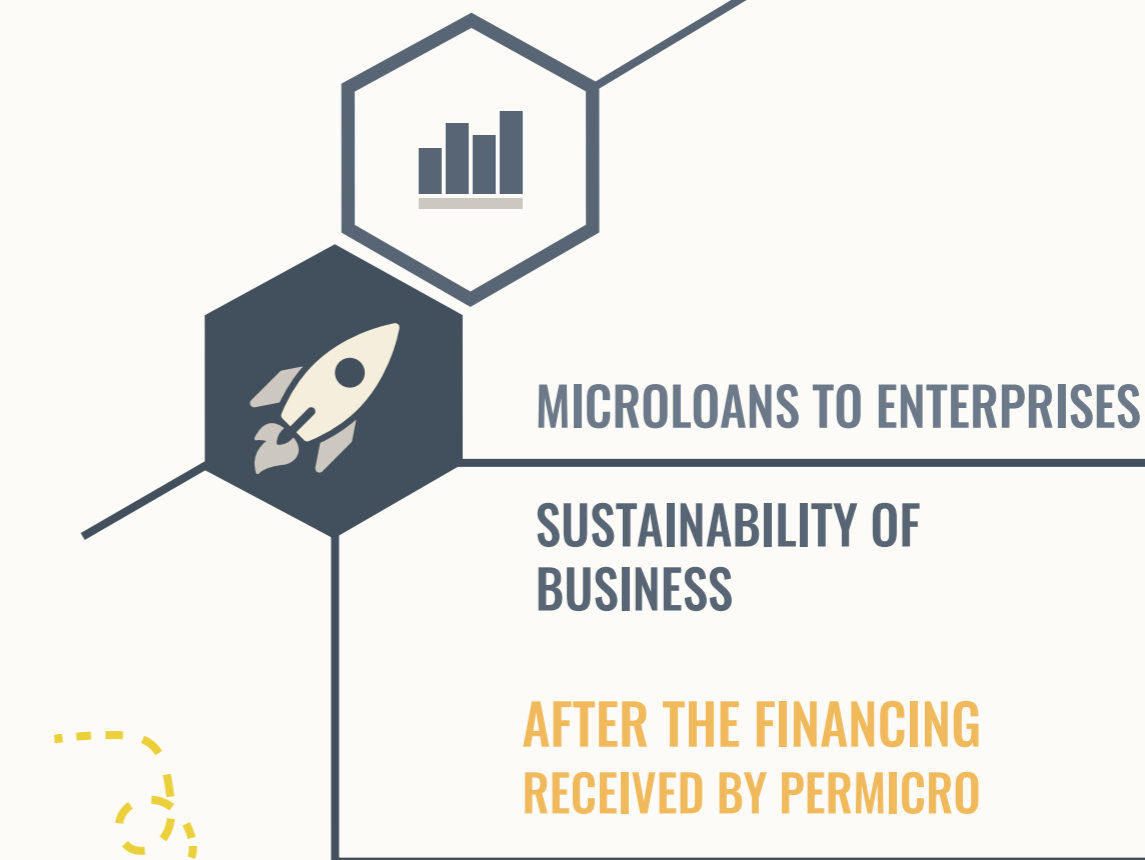 MICROLOANS TO ENTERPRISES
SUSTAINABILITY OF
BUSINESS
AFTER THE FINANCING
RECEIVED BY PERMICRO